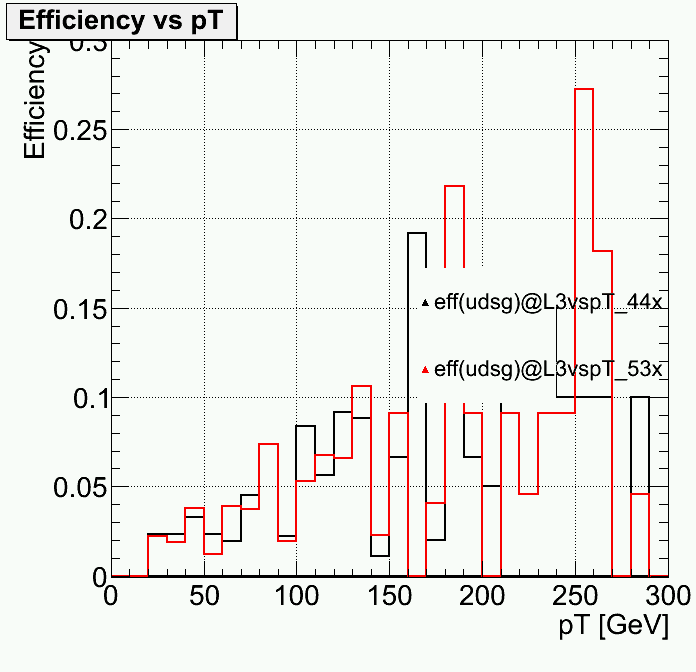 Efficiency vs pT
Efficiency
0.3
0.25
0.2
0.15
0.1
0.05
0
eff(udsg)@L3vspT_44x
eff(udsg)@L3vspT_53x
0 50 100 150 200 250 300
pT [GeV]